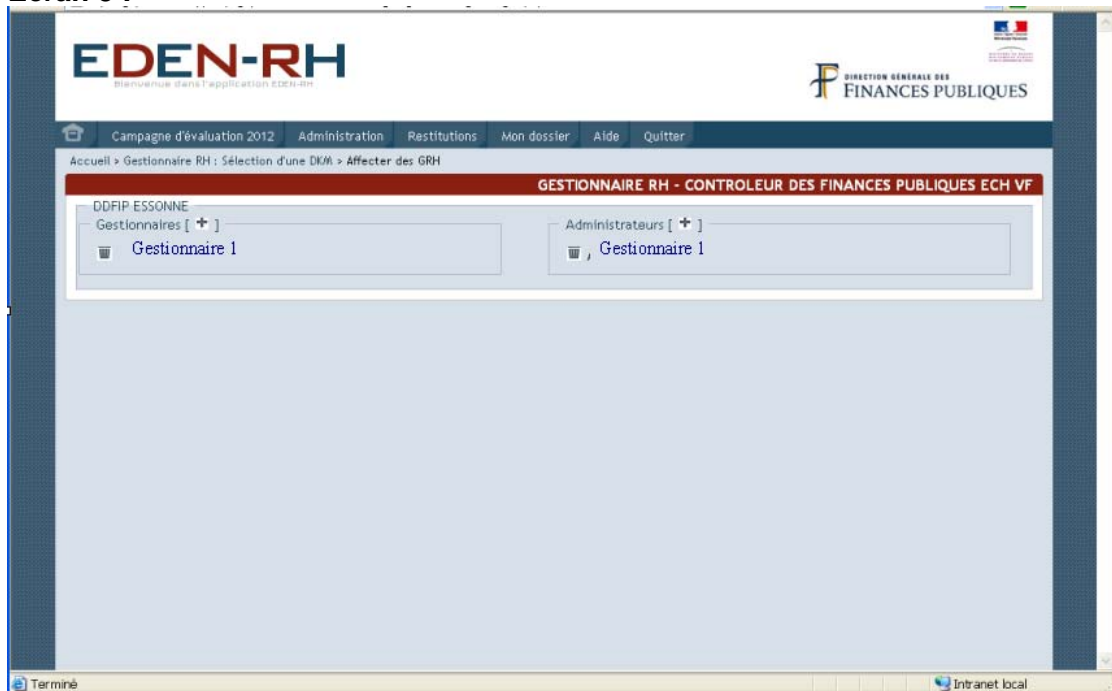 EDEN-RH
Bienvenue dans l'application EDEN-RH
DIRECTION GÉNÉRALE DES
FINANCES PUBLIQUES
Campagne d'évaluation 2012 Administration Restitutions Mon dossier Aide Quitter
Accueil > Gestionnaire RH : Sélection d'une DKM > Affecter des GRH
GESTIONNAIRE RH - CONTROLEUR DES FINANCES PUBLIQUES ECH VF
DDFIP ESSONNE
Gestionnaires [ + ] Administrateurs [ + ]
Gestionnaire 1 , Gestionnaire 1
Terminé Intranet local